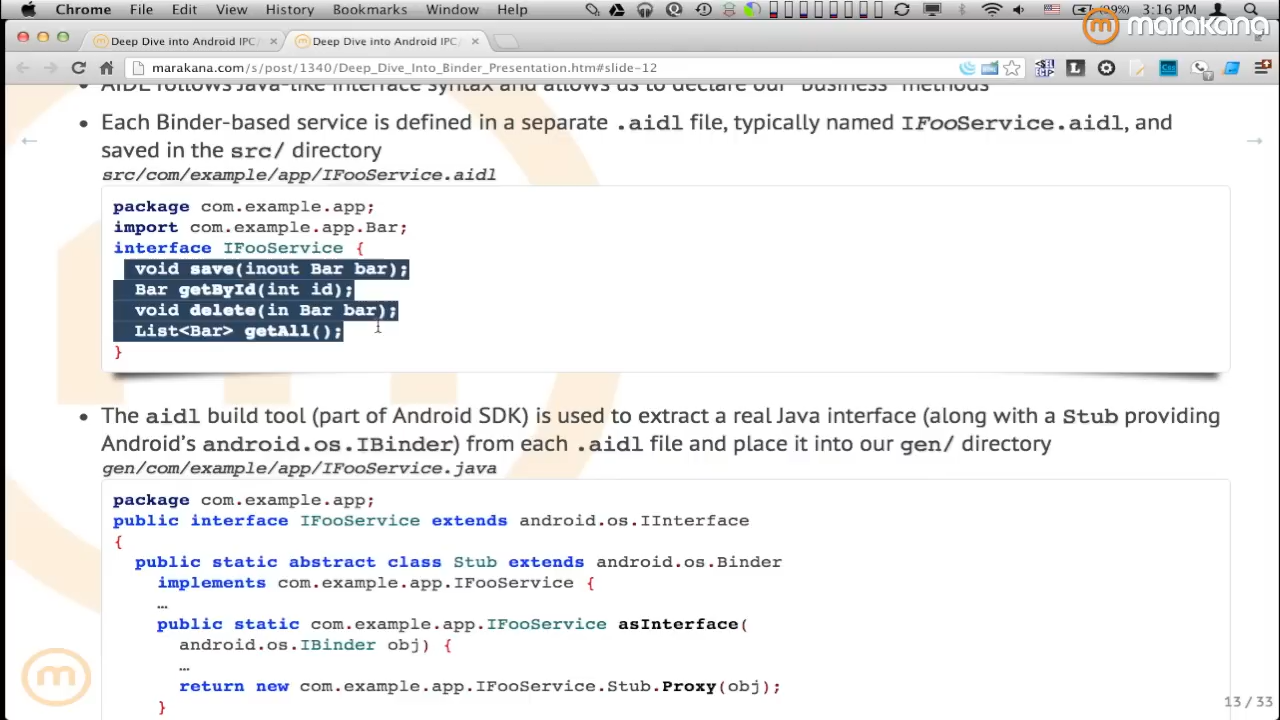 Chrome File Edit View History Bookmarks Window Help (99%) 3:16 PM
marakana
Deep Dive into Android IPC/ × Deep Dive into Android IPC/ ×
marakana.com/s/post/1340/Deep_Dive_Into_Binder_Presentation.htm#slide-12
• AIDL follows Java-like interface syntax and allows us to declare our "business" methods
• Each Binder-based service is defined in a separate .aidl file, typically named IFooService.aidl, and
saved in the src/ directory
src/com/example/app/IFooService.aidl
package com.example.app;
import com.example.app.Bar;
interface IFooService {
void save(inout Bar bar);
Bar getById(int id);
void delete(in Bar bar);
List<Bar> getAll();
}
• The aidl build tool (part of Android SDK) is used to extract a real Java interface (along with a Stub providing
Android's android.os.IBinder) from each .aidl file and place it into our gen/ directory
gen/com/example/app/IFooService.java
package com.example.app;
public interface IFooService extends android.os.IInterface
{
public static abstract class Stub extends android.os.Binder
implements com.example.app.IFooService {
…
public static com.example.app.IFooService asInterface(
android.os.IBinder obj) {
…
return new com.example.app.IFooService.Stub.Proxy(obj);
}
13 / 33